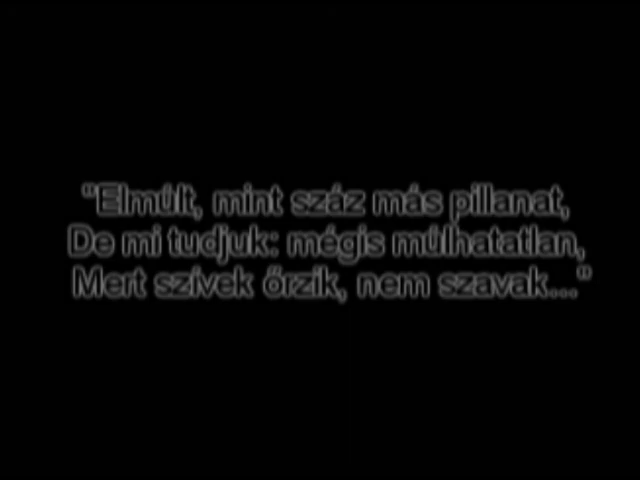 "Elmúlt, mint száz más pillanat,
De mi tudjuk: mégis múlhatatlan,
Mert szívek őrzik, nem szavak..."